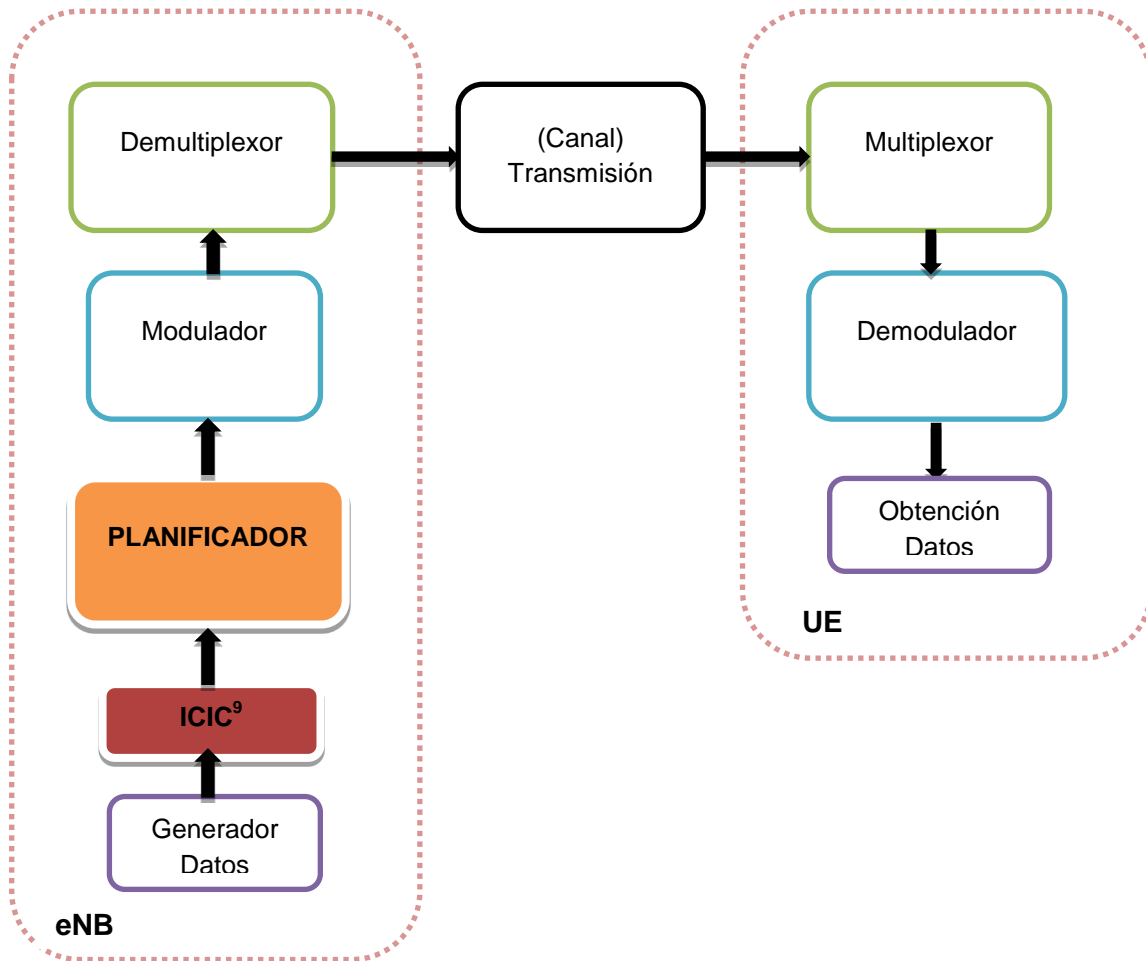 Demultiplexor
(Canal)
Transmisión
Multiplexor
Modulador
Demodulador
PLANIFICADOR
Obtención
Datos
UE
ICIC⁹
Generador
Datos
eNB